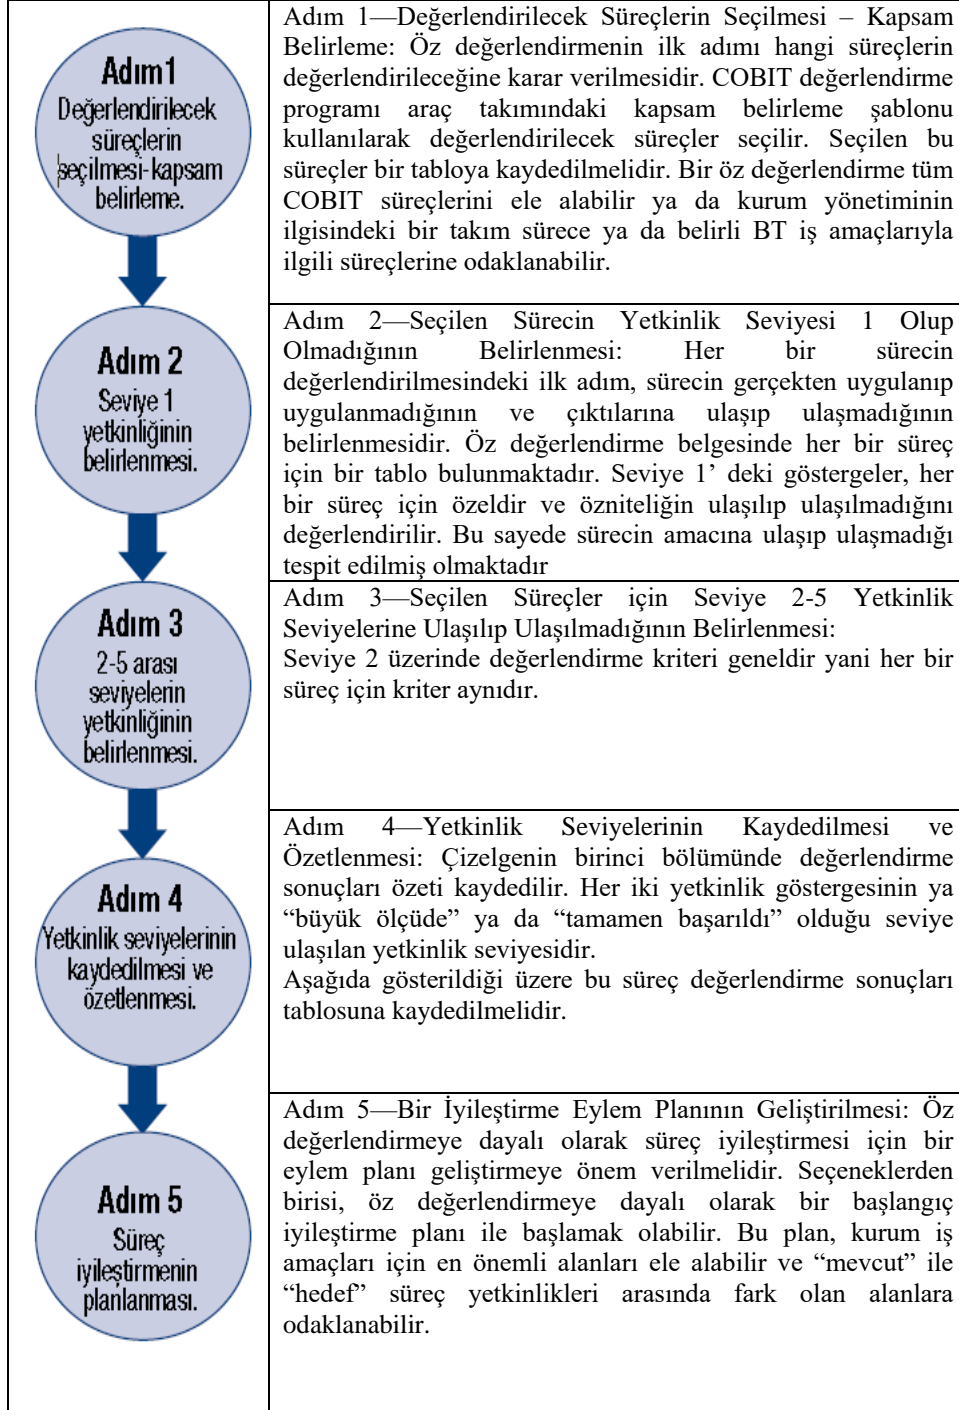 Adım1
Değerlendirilecek
süreçlerin
seçilmesi-kapsam
belirleme.
Adım 1—Değerlendirilecek Süreçlerin Seçilmesi – Kapsam
Belirleme: Öz değerlendirmenin ilk adımı hangi süreçlerin
değerlendirileceğine karar verilmesidir. COBIT değerlendirme
programı araç takımındaki kapsam belirleme şablonu
kullanılarak değerlendirilecek süreçler seçilir. Seçilen bu
süreçler bir tabloya kaydedilmelidir. Bir öz değerlendirme tüm
COBIT süreçlerini ele alabilir ya da kurum yönetiminin
ilgisindeki bir takım sürece ya da belirli BT iş amaçlarıyla
ilgili süreçlerine odaklanabilir.
Adım 2
Seviye 1
yetkinliğinin
belirlenmesi.
Adım 2—Seçilen Sürecin Yetkinlik Seviyesi 1 Olup
Olmadığının Belirlenmesi: Her bir sürecin
değerlendirilmesindeki ilk adım, sürecin gerçekten uygulanıp
uygulanmadığının ve çıktılarına ulaşıp ulaşmadığının
belirlenmesidir. Öz değerlendirme belgesinde her bir süreç
için bir tablo bulunmaktadır. Seviye 1’ deki göstergeler, her
bir süreç için özeldir ve özniteliğin ulaşılıp ulaşılmadığını
değerlendirilir. Bu sayede sürecin amacına ulaşıp ulaşmadığı
tespit edilmiş olmaktadır
Adım 3
2-5 arası
seviyelerin
yetkinliğinin
belirlenmesi.
Adım 3—Seçilen Süreçler için Seviye 2-5 Yetkinlik
Seviyelerine Ulaşılıp Ulaşılmadığının Belirlenmesi:
Seviye 2 üzerinde değerlendirme kriteri geneldir yani her bir
süreç için kriter aynıdır.
Adım 4
Yetkinlik seviyelerinin
kaydedilmesi ve
özetlenmesi.
Adım 4—Yetkinlik Seviyelerinin Kaydedilmesi ve
Özetlenmesi: Çizelgenin birinci bölümünde değerlendirme
sonuçları özeti kaydedilir. Her iki yetkinlik göstergesinin ya
“büyük ölçüde” ya da “tamamen başarıldı” olduğu seviye
ulaşılan yetkinlik seviyesidir.
Aşağıda gösterildiği üzere bu süreç değerlendirme sonuçları
tablosuna kaydedilmelidir.
Adım 5
Süreç
iyileştirmenin
planlanması.
Adım 5—Bir İyileştirme Eylem Planının Geliştirilmesi: Öz
değerlendirmeye dayalı olarak süreç iyileştirmesi için bir
eylem planı geliştirmeye önem verilmelidir. Seçeneklerden
birisi, öz değerlendirmeye dayalı olarak bir başlangıç
iyileştirme planı ile başlamak olabilir. Bu plan, kurum iş
amaçları için en önemli alanları ele alabilir ve “mevcut” ile
“hedef” süreç yetkinlikleri arasında fark olan alanlara
odaklanabilir.